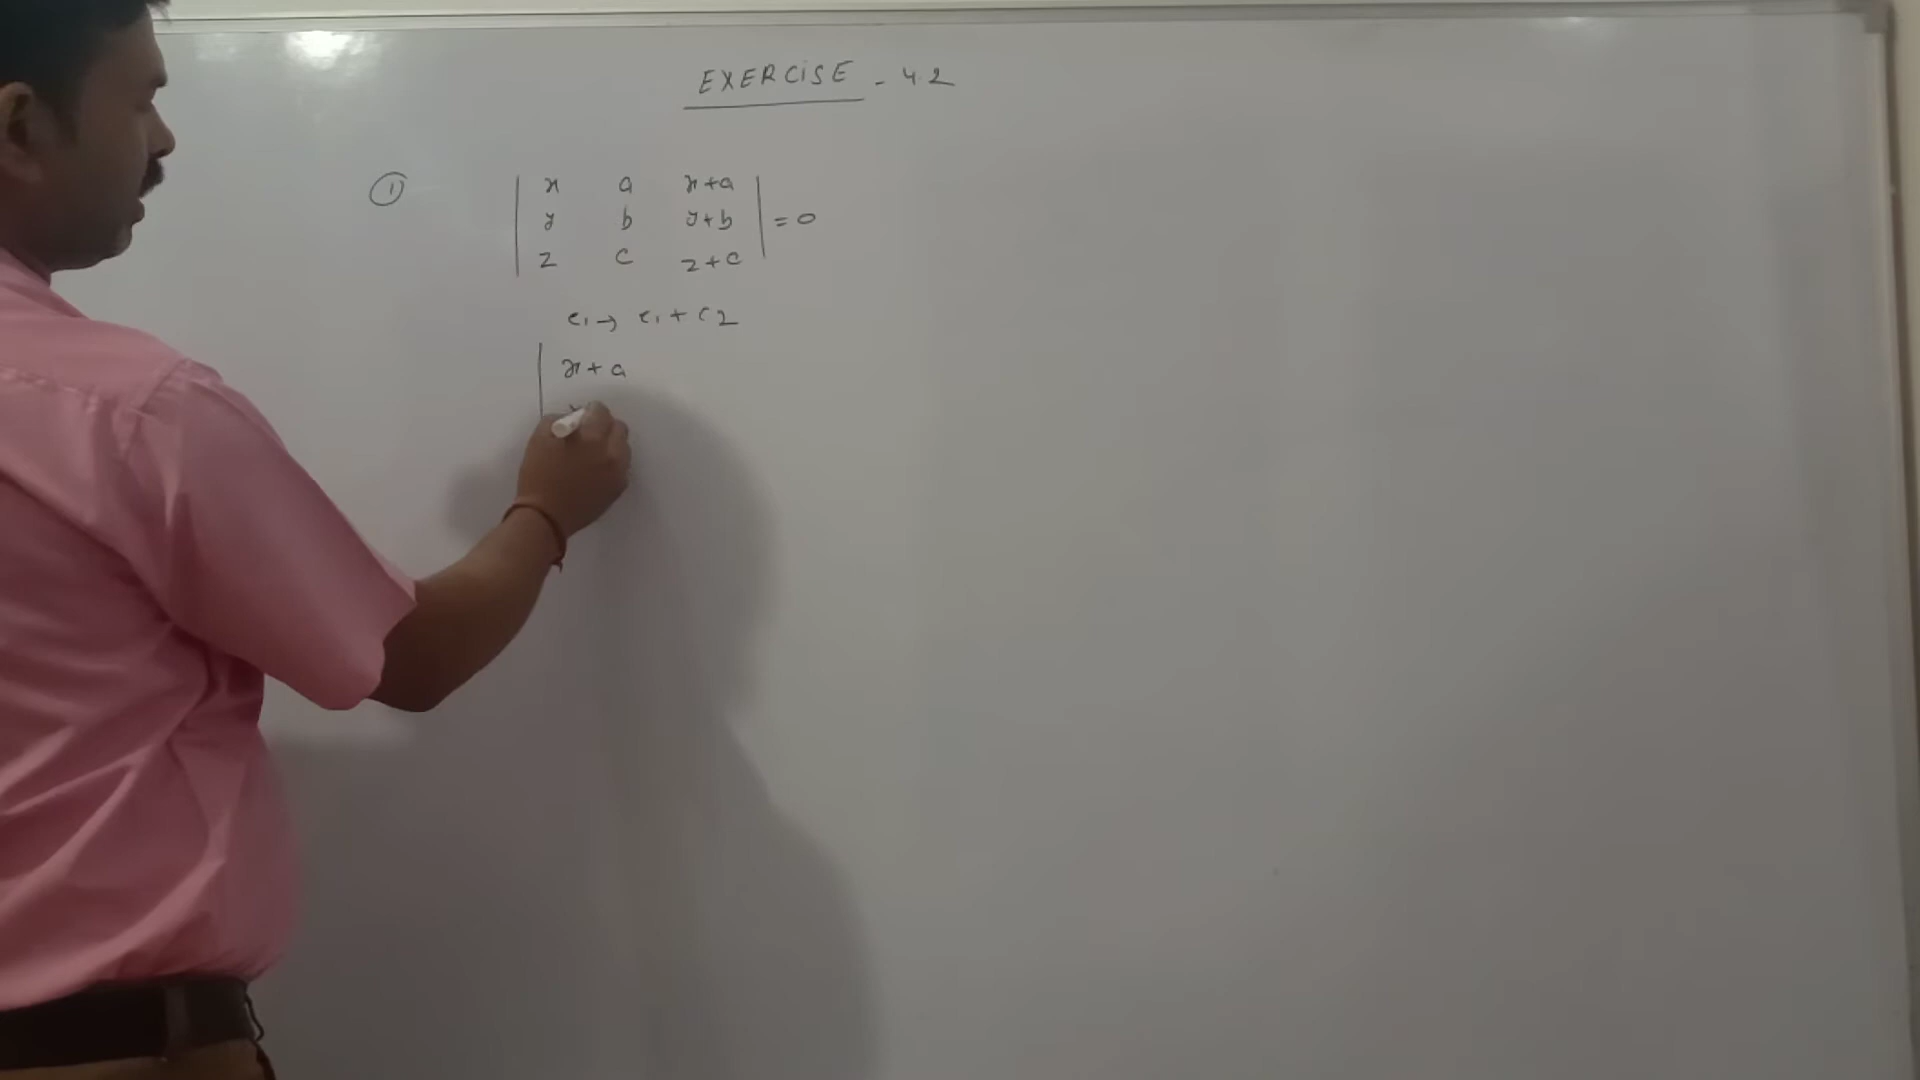 EXERCISE - 4.2
① | x a x+a |
| y b y+b | = 0
| z c z+c |
C1 → C1 + C2
| x + a